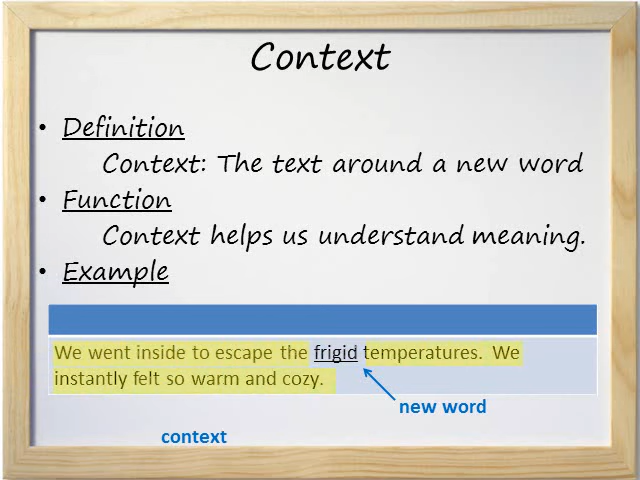 Context
• Definition
Context: The text around a new word
• Function
Context helps us understand meaning.
• Example
We went inside to escape the frigid temperatures. We
instantly felt so warm and cozy.
new word
context